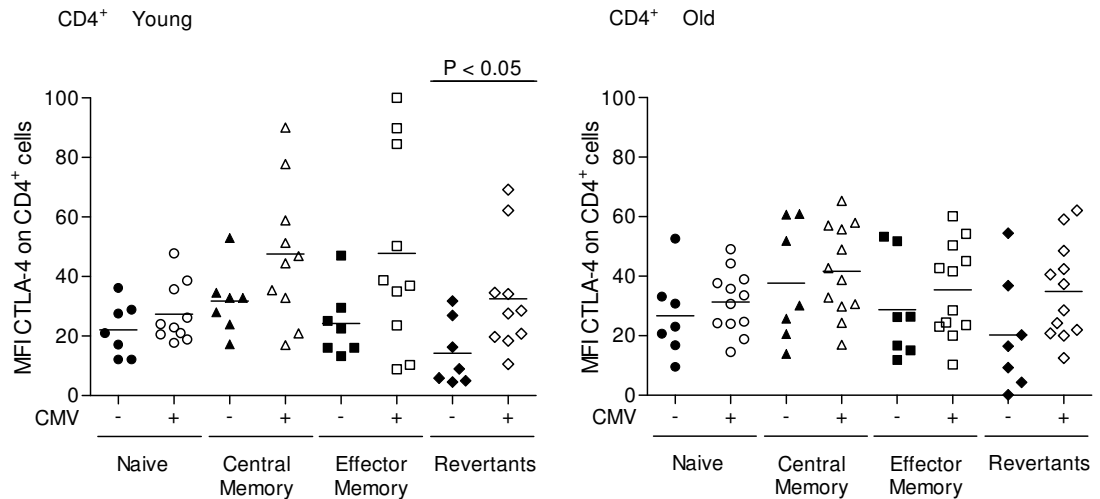 CD4+ Young
P < 0.05
MFI CTLA-4 on CD4+ cells
100
80
60
40
20
0
CMV - + - + - + - +
Naive Central Memory Effector Memory Revertants
CD4+ Old
MFI CTLA-4 on CD4+ cells
100
80
60
40
20
0
CMV - + - + - + - +
Naive Central Memory Effector Memory Revertants